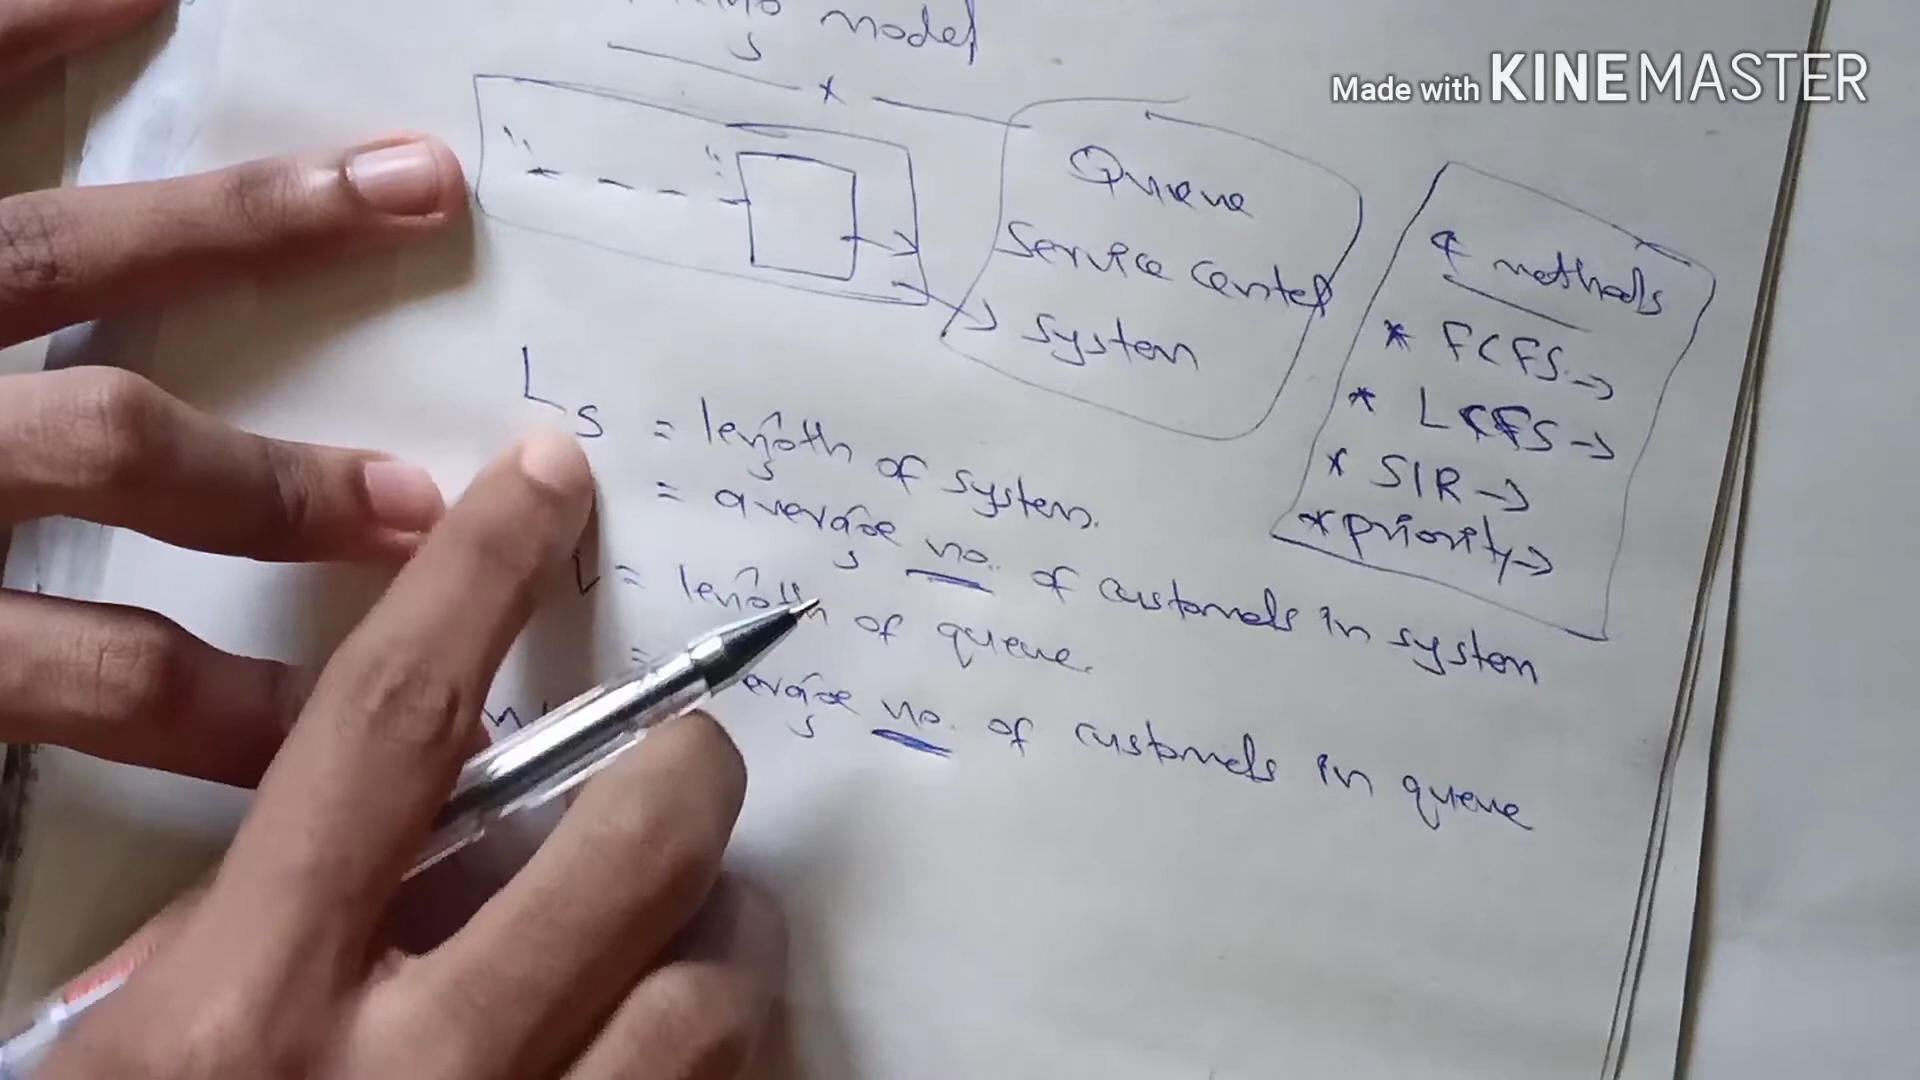 model
Made with KINEMASTER
Queue
Service center
System
4 methods
* FCFS →
* LCFS →
* SIR →
* priority →
Ls = length of system.
= average no. of customers in system
L = length of queue.
= no. of customers in queue